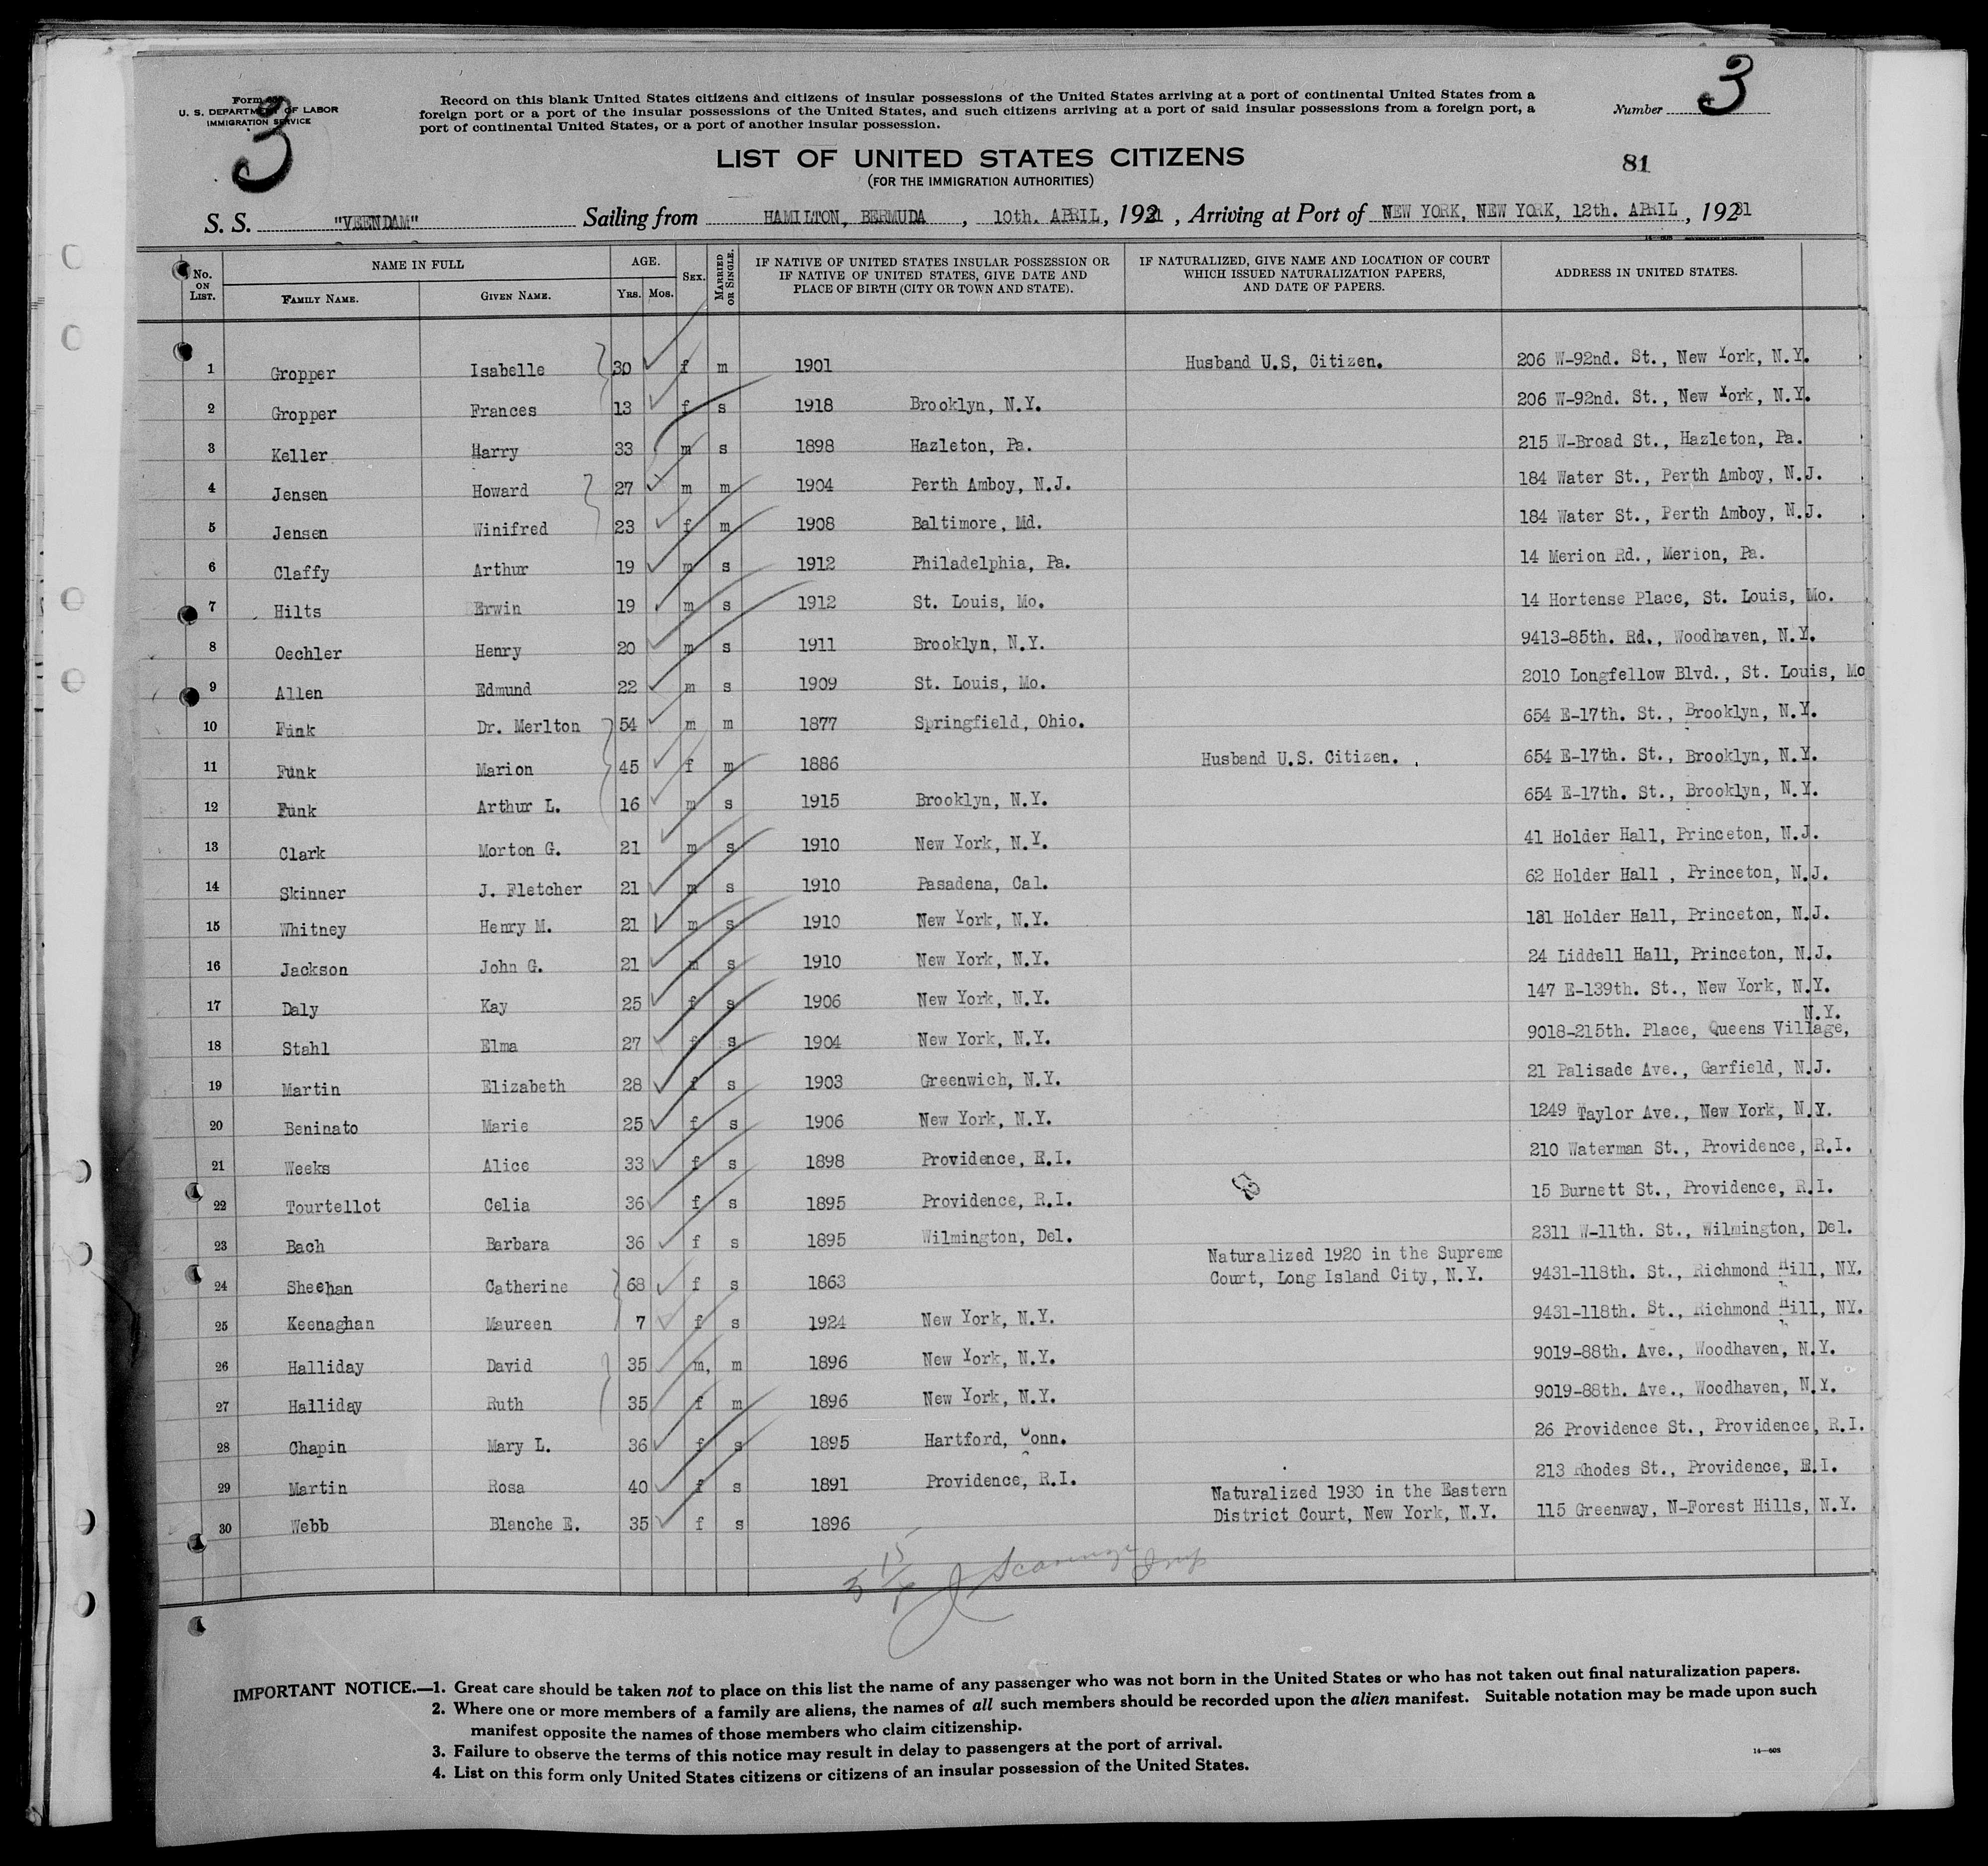 3
Form
U. S. DEPARTMENT OF LABOR
IMMIGRATION SERVICE
Record on this blank United States citizens and citizens of insular possessions of the United States arriving at a port of continental United States from a
foreign port or a port of the insular possessions of the United States, and such citizens arriving at a port of said insular possessions from a foreign port, a
port of continental United States, or a port of another insular possession.
Number 3
LIST OF UNITED STATES CITIZENS
(FOR THE IMMIGRATION AUTHORITIES)
81
S. S. "VEENDAM" Sailing from HAMILTON, BERMUDA, 10th. APRIL, 1931, Arriving at Port of NEW YORK, NEW YORK, 12th. APRIL, 1931
No. ON LIST. NAME IN FULL FAMILY NAME. GIVEN NAME. AGE. YRS. MOS. SEX. MARRIED OR SINGLE. IF NATIVE OF UNITED STATES INSULAR POSSESSION OR IF NATIVE OF UNITED STATES, GIVE DATE AND PLACE OF BIRTH (CITY OR TOWN AND STATE). IF NATURALIZED, GIVE NAME AND LOCATION OF COURT WHICH ISSUED NATURALIZATION PAPERS, AND DATE OF PAPERS. ADDRESS IN UNITED STATES.
1 Gropper Isabelle 30 f m 1901 Husband U.S, Citizen. 206 W-92nd. St., New York, N.Y.
2 Gropper Frances 13 f s 1918 Brooklyn, N.Y. 206 W-92nd. St., New York, N.Y.
3 Keller Harry 33 m s 1898 Hazleton, Pa. 215 W-Broad St., Hazleton, Pa.
4 Jensen Howard 27 m m 1904 Perth Amboy, N.J. 184 Water St., Perth Amboy, N.J.
5 Jensen Winifred 23 f m 1908 Baltimore, Md. 184 Water St., Perth Amboy, N.J.
6 Claffy Arthur 19 m s 1912 Philadelphia, Pa. 14 Merion Rd., Merion, Pa.
7 Hilts Erwin 19 m s 1912 St. Louis, Mo. 14 Hortense Place, St. Louis, Mo.
8 Oechler Henry 20 m s 1911 Brooklyn, N.Y. 9413-85th. Rd., Woodhaven, N.Y.
9 Allen Edmund 22 m s 1909 St. Louis, Mo. 2010 Longfellow Blvd., St. Louis, Mo
10 Funk Dr. Merlton 54 m m 1877 Springfield, Ohio. 654 E-17th. St., Brooklyn, N.Y.
11 Funk Marion 45 f m 1886 Husband U.S. Citizen. 654 E-17th. St., Brooklyn, N.Y.
12 Funk Arthur L. 16 m s 1915 Brooklyn, N.Y. 654 E-17th. St., Brooklyn, N.Y.
13 Clark Morton G. 21 m s 1910 New York, N.Y. 41 Holder Hall, Princeton, N.J.
14 Skinner J. Fletcher 21 m s 1910 Pasadena, Cal. 62 Holder Hall , Princeton, N.J.
15 Whitney Henry M. 21 m s 1910 New York, N.Y. 131 Holder Hall, Princeton, N.J.
16 Jackson John G. 21 m s 1910 New York, N.Y. 24 Liddell Hall, Princeton, N.J.
17 Daly Kay 25 f s 1906 New York, N.Y. 147 E-139th. St., New York, N.Y.
18 Stahl Elma 27 f s 1904 New York, N.Y. 9018-215th. Place, Queens Village, N.Y.
19 Martin Elizabeth 28 f s 1903 Greenwich, N.Y. 21 Palisade Ave., Garfield, N.J.
20 Beninato Marie 25 f s 1906 New York, N.Y. 1249 Taylor Ave., New York, N.Y.
21 Weeks Alice 33 f s 1898 Providence, R.I. 210 Waterman St., Providence, R.I.
22 Tourtellot Celia 36 f s 1895 Providence, R.I. 15 Burnett St., Providence, R.I.
23 Bach Barbara 36 f s 1895 Wilmington, Del. 2311 W-11th. St., Wilmington, Del.
24 Sheehan Catherine 68 f s 1863 Naturalized 1920 in the Supreme Court, Long Island City, N.Y. 9431-118th. St., Richmond Hill, NY.
25 Keenaghan Maureen 7 f s 1924 New York, N.Y. 9431-118th. St., Richmond Hill, NY.
26 Halliday David 35 m, m 1896 New York, N.Y. 9019-88th. Ave., Woodhaven, N.Y.
27 Halliday Ruth 35 f m 1896 New York, N.Y. 9019-88th. Ave., Woodhaven, N.Y.
28 Chapin Mary L. 36 f s 1895 Hartford, Conn. 26 Providence St., Providence, R.I.
29 Martin Rosa 40 f s 1891 Providence, R.I. 213 Rhodes St., Providence, R.I.
30 Webb Blanche E. 35 f s 1896 Naturalized 1930 in the Eastern District Court, New York, N.Y. 115 Greenway, N-Forest Hills, N.Y.
IMPORTANT NOTICE.—1. Great care should be taken not to place on this list the name of any passenger who was not born in the United States or who has not taken out final naturalization papers.
2. Where one or more members of a family are aliens, the names of all such members should be recorded upon the alien manifest. Suitable notation may be made upon such
manifest opposite the names of those members who claim citizenship.
3. Failure to observe the terms of this notice may result in delay to passengers at the port of arrival.
4. List on this form only United States citizens or citizens of an insular possession of the United States.
14—608